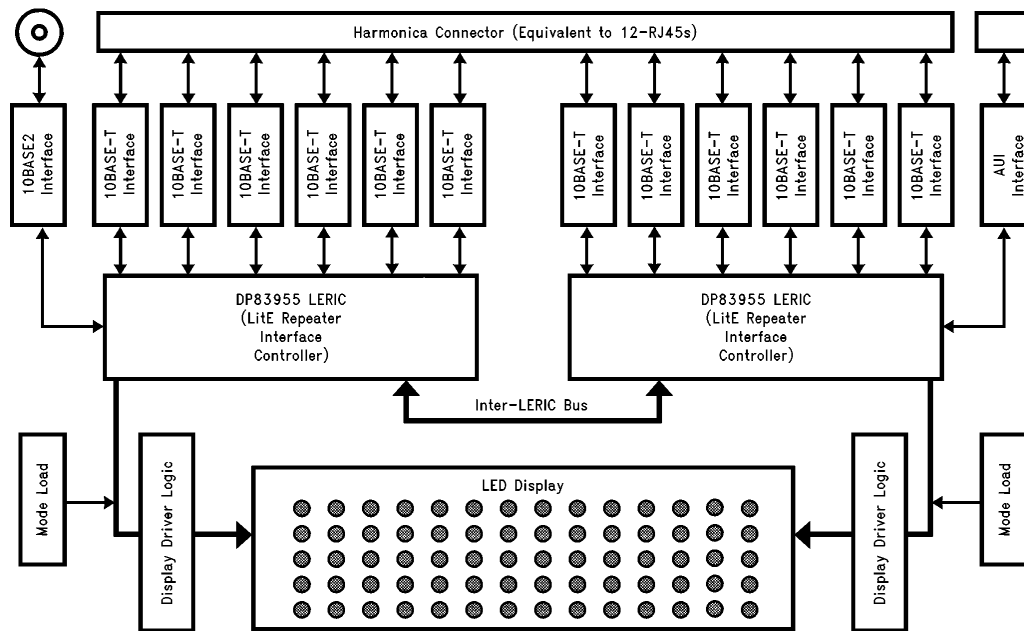 Harmonica Connector (Equivalent to 12-RJ45s)
10BASE2
Interface
10BASE-T
Interface
10BASE-T
Interface
10BASE-T
Interface
10BASE-T
Interface
10BASE-T
Interface
10BASE-T
Interface
10BASE-T
Interface
10BASE-T
Interface
10BASE-T
Interface
10BASE-T
Interface
10BASE-T
Interface
10BASE-T
Interface
AUI
Interface
DP83955 LERIC
(LitE Repeater
Interface
Controller)
DP83955 LERIC
(LitE Repeater
Interface
Controller)
Inter-LERIC Bus
Mode Load
Display Driver Logic
LED Display
Display Driver Logic
Mode Load